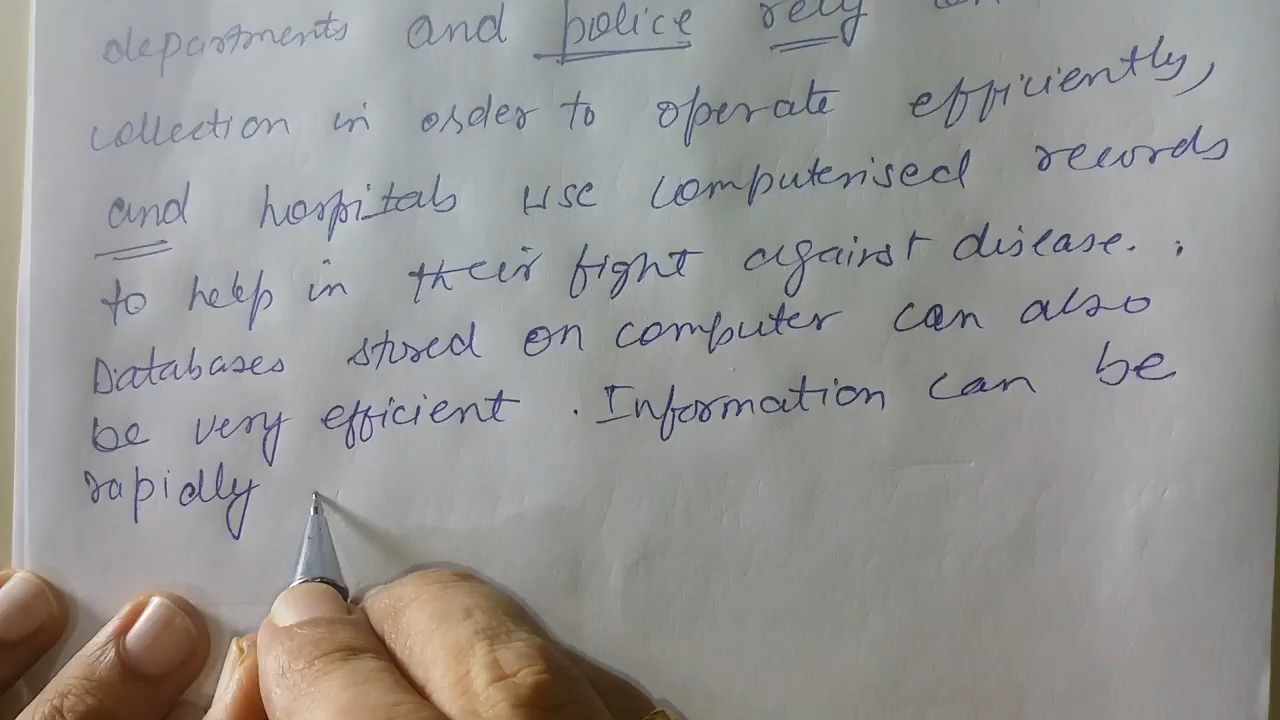 departments and police rely
collection in order to operate efficiently,
and hospitals use computerised records
to help in their fight against disease.
Databases stored on computer can also
be very efficient. Information can be
rapidly